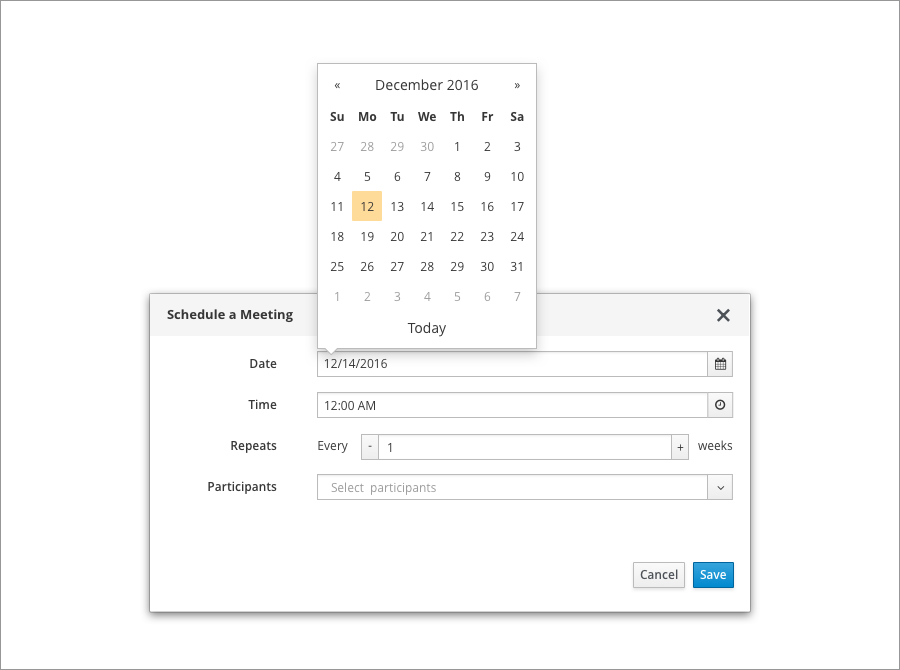 « December 2016 »
Su Mo Tu We Th Fr Sa
27 28 29 30 1 2 3
4 5 6 7 8 9 10
11 12 13 14 15 16 17
18 19 20 21 22 23 24
25 26 27 28 29 30 31
1 2 3 4 5 6 7
Today
Schedule a Meeting
Date 12/14/2016
Time 12:00 AM
Repeats Every - 1 + weeks
Participants Select participants
Cancel Save